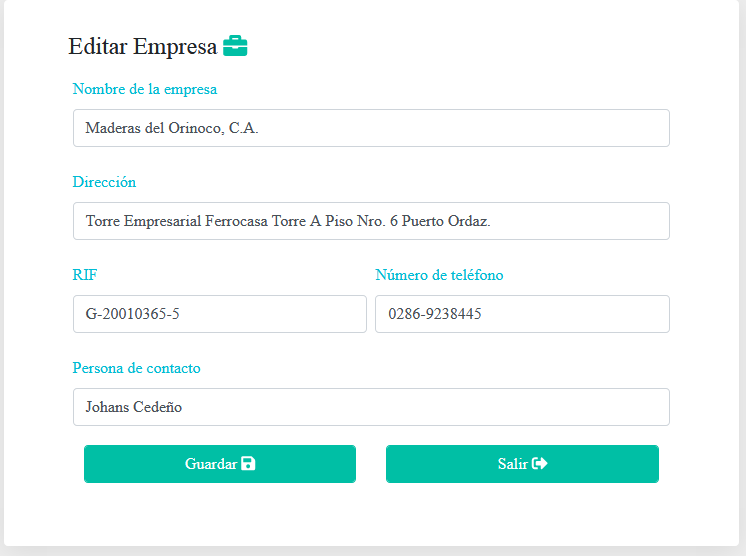 Editar Empresa
Nombre de la empresa
Maderas del Orinoco, C.A.
Dirección
Torre Empresarial Ferrocasa Torre A Piso Nro. 6 Puerto Ordaz.
RIF Número de teléfono
G-20010365-5 0286-9238445
Persona de contacto
Johans Cedeño
Guardar Salir